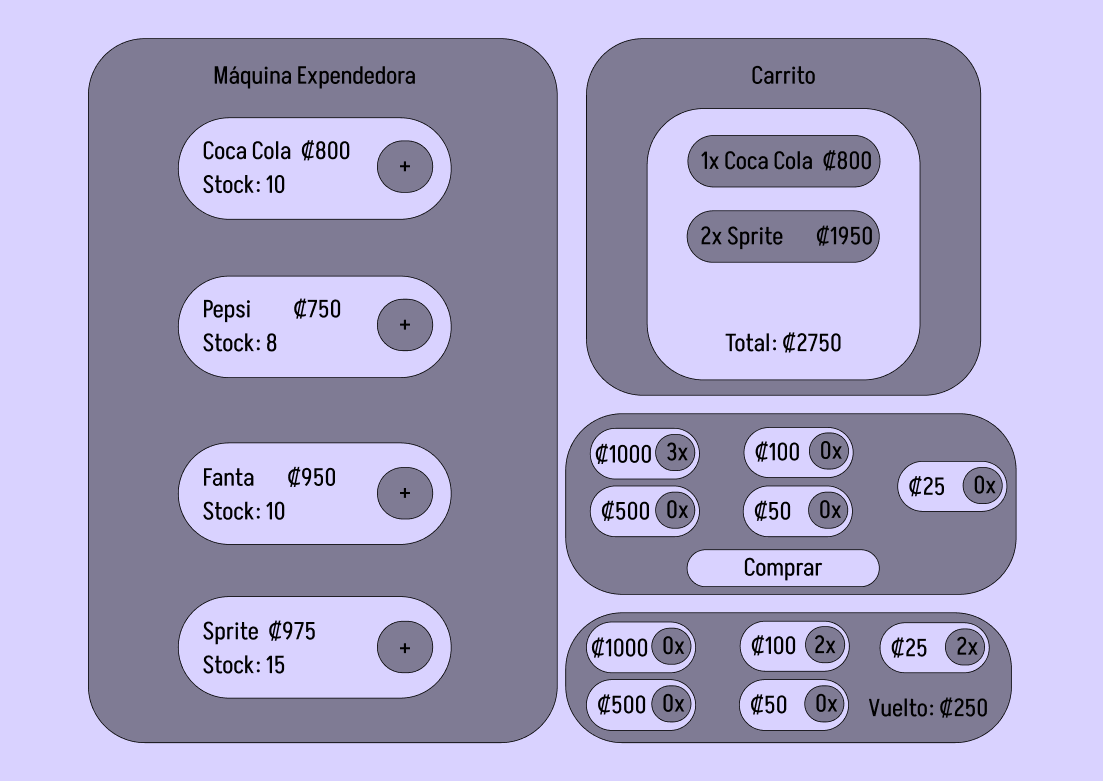 Máquina Expendedora
Coca Cola ₡800
Stock: 10
+
Pepsi ₡750
Stock: 8
+
Fanta ₡950
Stock: 10
+
Sprite ₡975
Stock: 15
+
Carrito
1x Coca Cola ₡800
2x Sprite ₡1950
Total: ₡2750
₡1000 3x
₡100 0x
₡25 0x
₡500 0x
₡50 0x
Comprar
₡1000 0x
₡100 2x
₡25 2x
₡500 0x
₡50 0x
Vuelto: ₡250